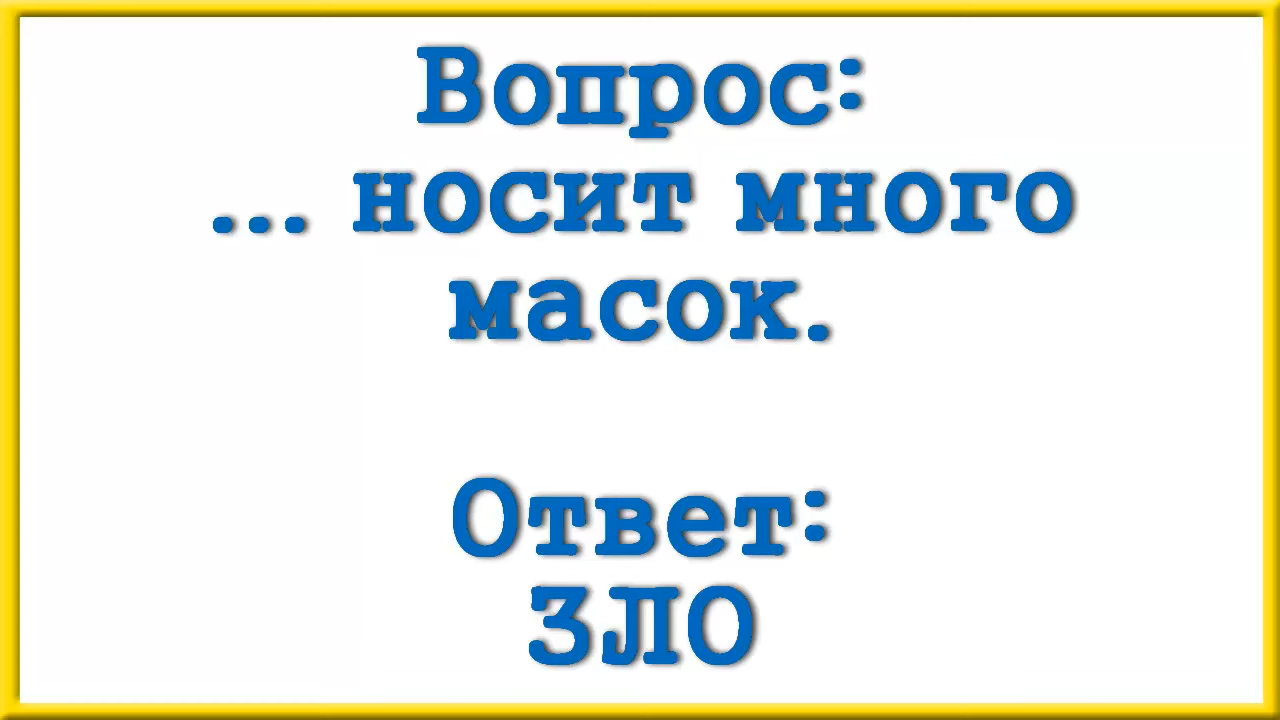 Вопрос:
... носит много
масок.
Ответ:
ЗЛО